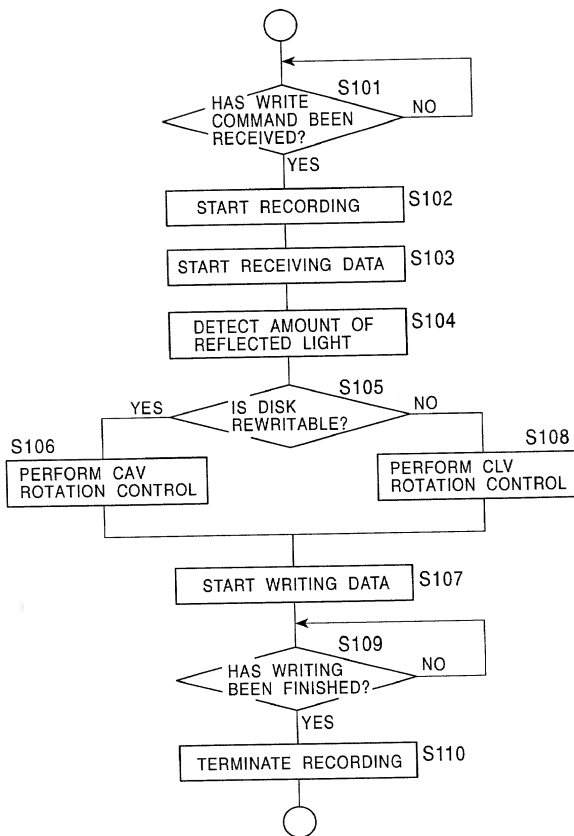 S101
HAS WRITE
COMMAND BEEN
RECEIVED?
NO
YES
START RECORDING
S102
START RECEIVING DATA
S103
DETECT AMOUNT OF
REFLECTED LIGHT
S104
S105
YES
IS DISK
REWRITABLE?
NO
S106
PERFORM CAV
ROTATION CONTROL
S108
PERFORM CLV
ROTATION CONTROL
START WRITING DATA
S107
S109
HAS WRITING
BEEN FINISHED?
NO
YES
TERMINATE RECORDING
S110